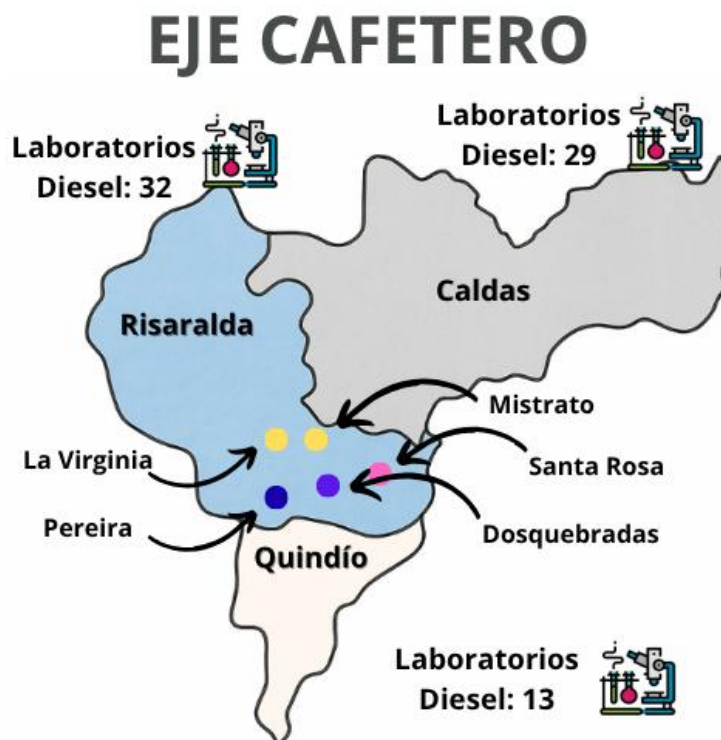 EJE CAFETERO
Laboratorios
Diesel: 32
Laboratorios
Diesel: 29
Caldas
Risaralda
Mistrato
La Virginia
Santa Rosa
Pereira
Dosquebradas
Quindío
Laboratorios
Diesel: 13